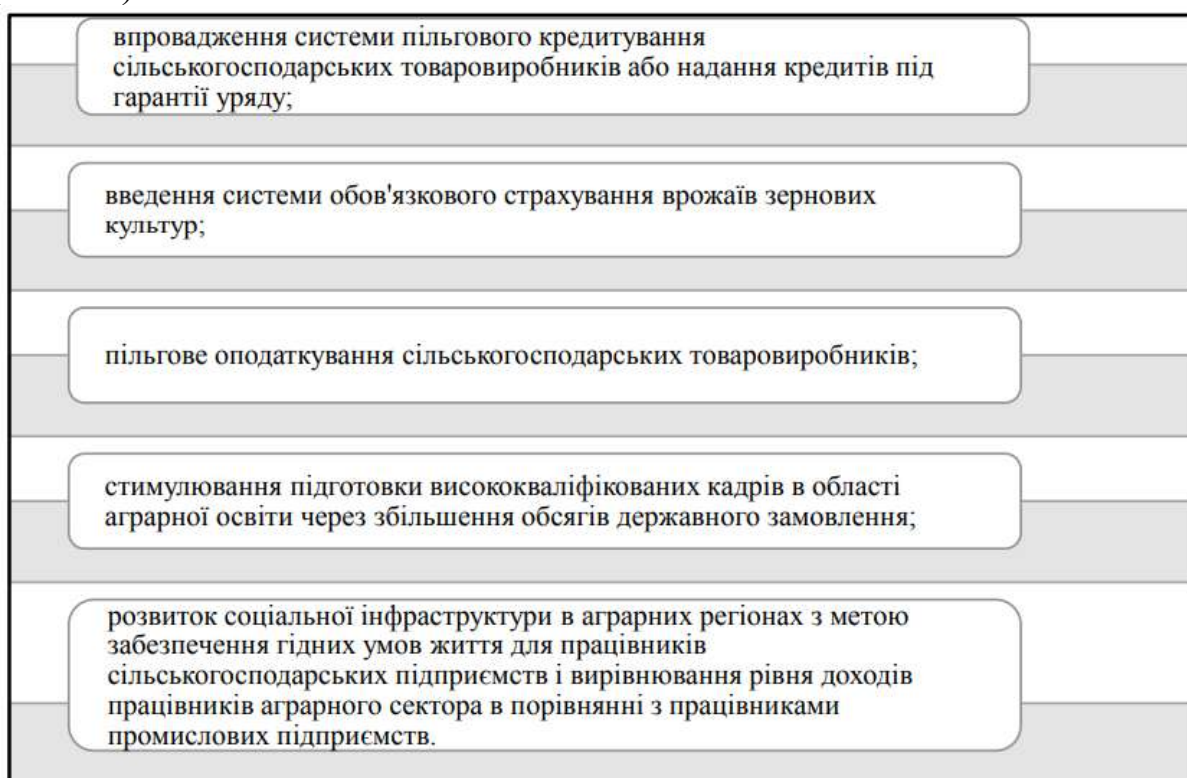 впровадження системи пільгового кредитування
сільськогосподарських товаровиробників або надання кредитів під
гарантії уряду;
введення системи обов'язкового страхування врожаїв зернових
культур;
пільгове оподаткування сільськогосподарських товаровиробників;
стимулювання підготовки висококваліфікованих кадрів в області
аграрної освіти через збільшення обсягів державного замовлення;
розвиток соціальної інфраструктури в аграрних регіонах з метою
забезпечення гідних умов життя для працівників
сільськогосподарських підприємств і вирівнювання рівня доходів
працівників аграрного сектора в порівнянні з працівниками
промислових підприємств.